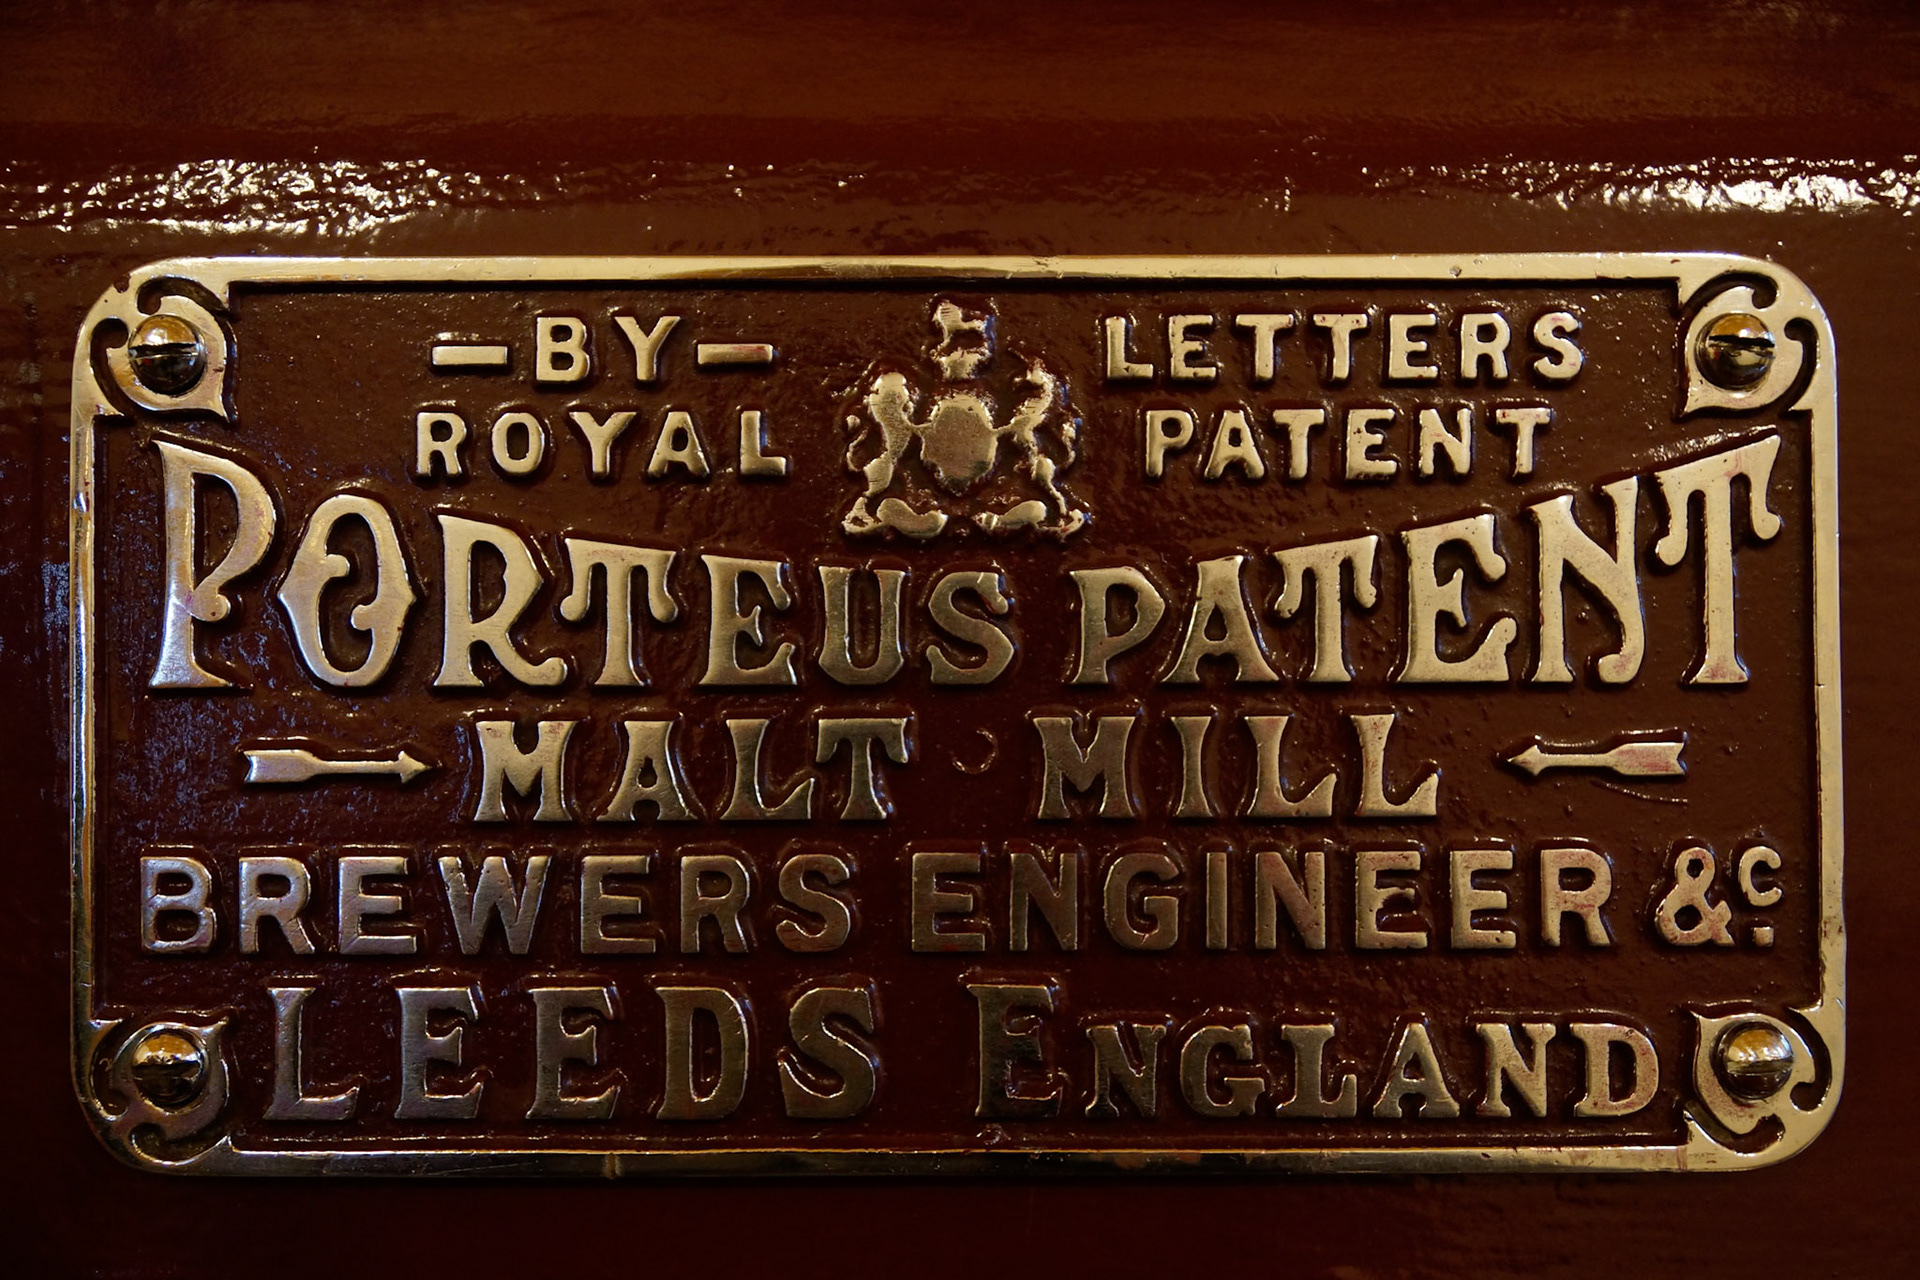 —BY— LETTERS
ROYAL PATENT
PORTEUS PATENT
MALT MILL
BREWERS ENGINEER &c.
LEEDS ENGLAND